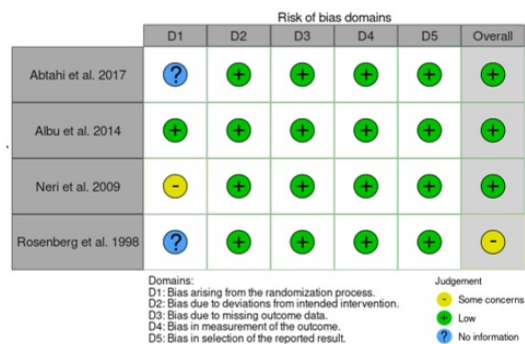 Risk of bias domains
D1 D2 D3 D4 D5 Overall
Abtahi et al. 2017 ? + + + + +
Albu et al. 2014 + + + + + +
Neri et al. 2009 - + + + + +
Rosenberg et al. 1998 ? + + + + -
Domains:
D1: Bias arising from the randomization process.
D2: Bias due to deviations from intended intervention.
D3: Bias due to missing outcome data.
D4: Bias in measurement of the outcome.
D5: Bias in selection of the reported result.
Judgement
- Some concerns
+ Low
? No information